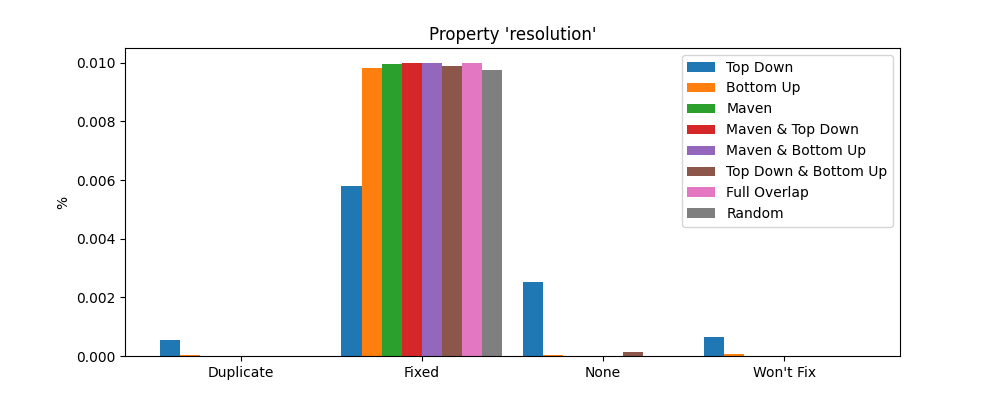 Property 'resolution'
%
0.010
0.008
0.006
0.004
0.002
0.000
Top Down
Bottom Up
Maven
Maven & Top Down
Maven & Bottom Up
Top Down & Bottom Up
Full Overlap
Random
Duplicate
Fixed
None
Won't Fix